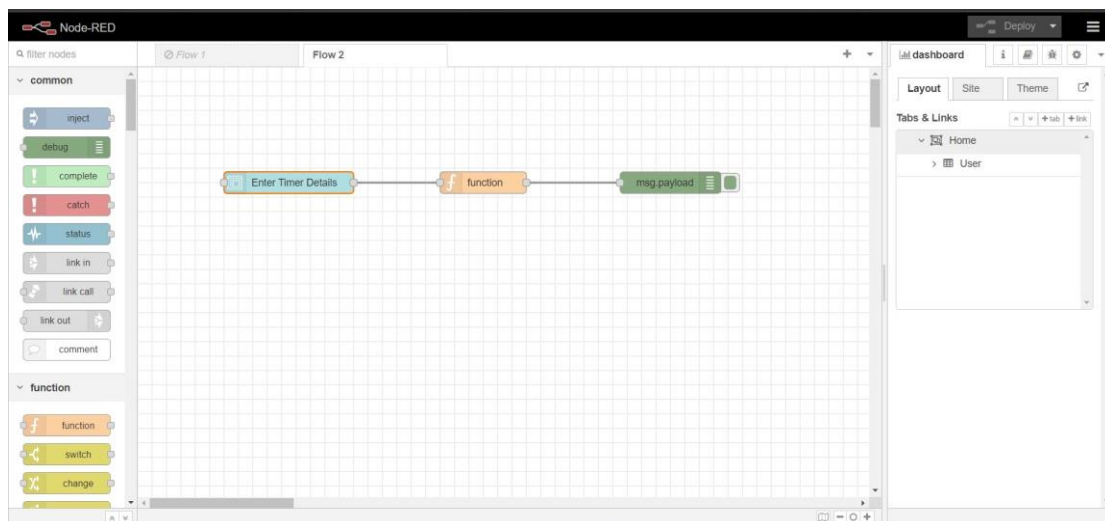 Node-RED
Deploy
filter nodes
Flow 1
Flow 2
dashboard
common
inject
debug
complete
catch
status
link in
link call
link out
comment
function
function
switch
change
Enter Timer Details
function
msg.payload
Layout
Site
Theme
Tabs & Links
+tab
+link
Home
User